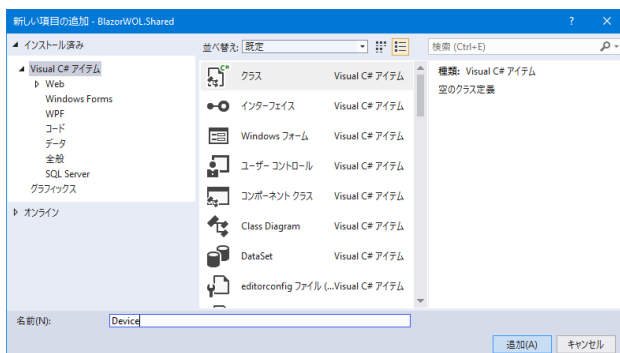 新しい項目の追加 - BlazorWOL.Shared
? ×
インストール済み
並べ替え: 既定
検索 (Ctrl+E)
Visual C# アイテム
Web
Windows Forms
WPF
コード
データ
全般
SQL Server
グラフィックス
オンライン
クラス Visual C# アイテム
インターフェイス Visual C# アイテム
Windows フォーム Visual C# アイテム
ユーザー コントロール Visual C# アイテム
コンポーネント クラス Visual C# アイテム
Class Diagram Visual C# アイテム
DataSet Visual C# アイテム
editorconfig ファイル (...Visual C# アイテム
種類: Visual C# アイテム
空のクラス定義
名前(N): Device
追加(A) キャンセル